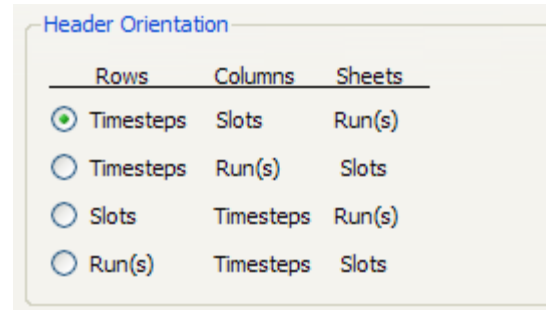 Header Orientation
Rows Columns Sheets
Timesteps Slots Run(s)
Timesteps Run(s) Slots
Slots Timesteps Run(s)
Run(s) Timesteps Slots